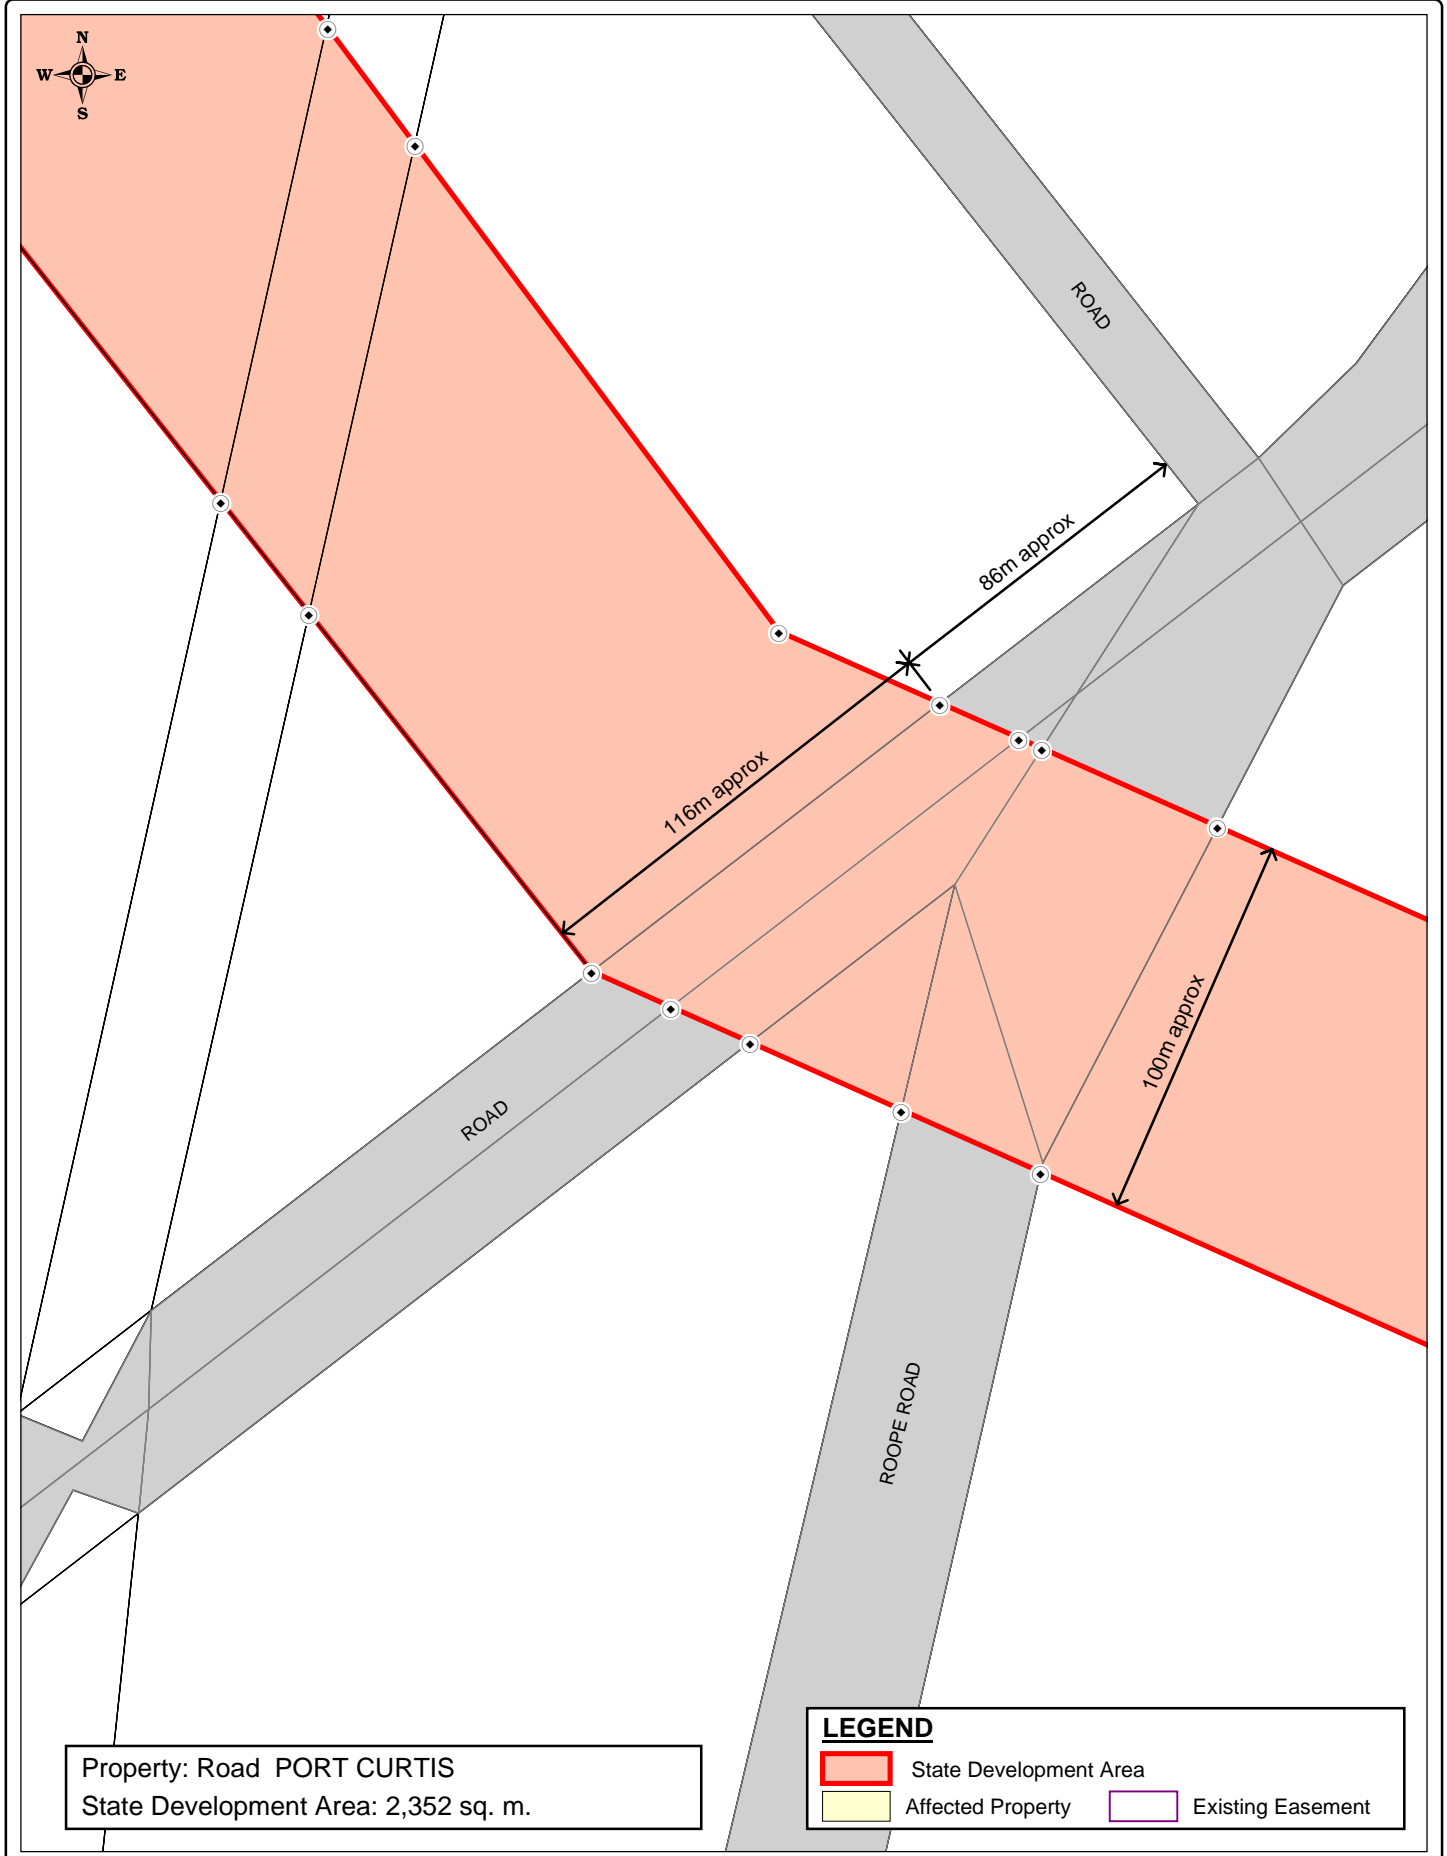 N
W E
S
ROAD
86m approx
116m approx
100m approx
ROAD
ROOPE ROAD
Property: Road PORT CURTIS
State Development Area: 2,352 sq. m.
LEGEND
State Development Area
Affected Property
Existing Easement